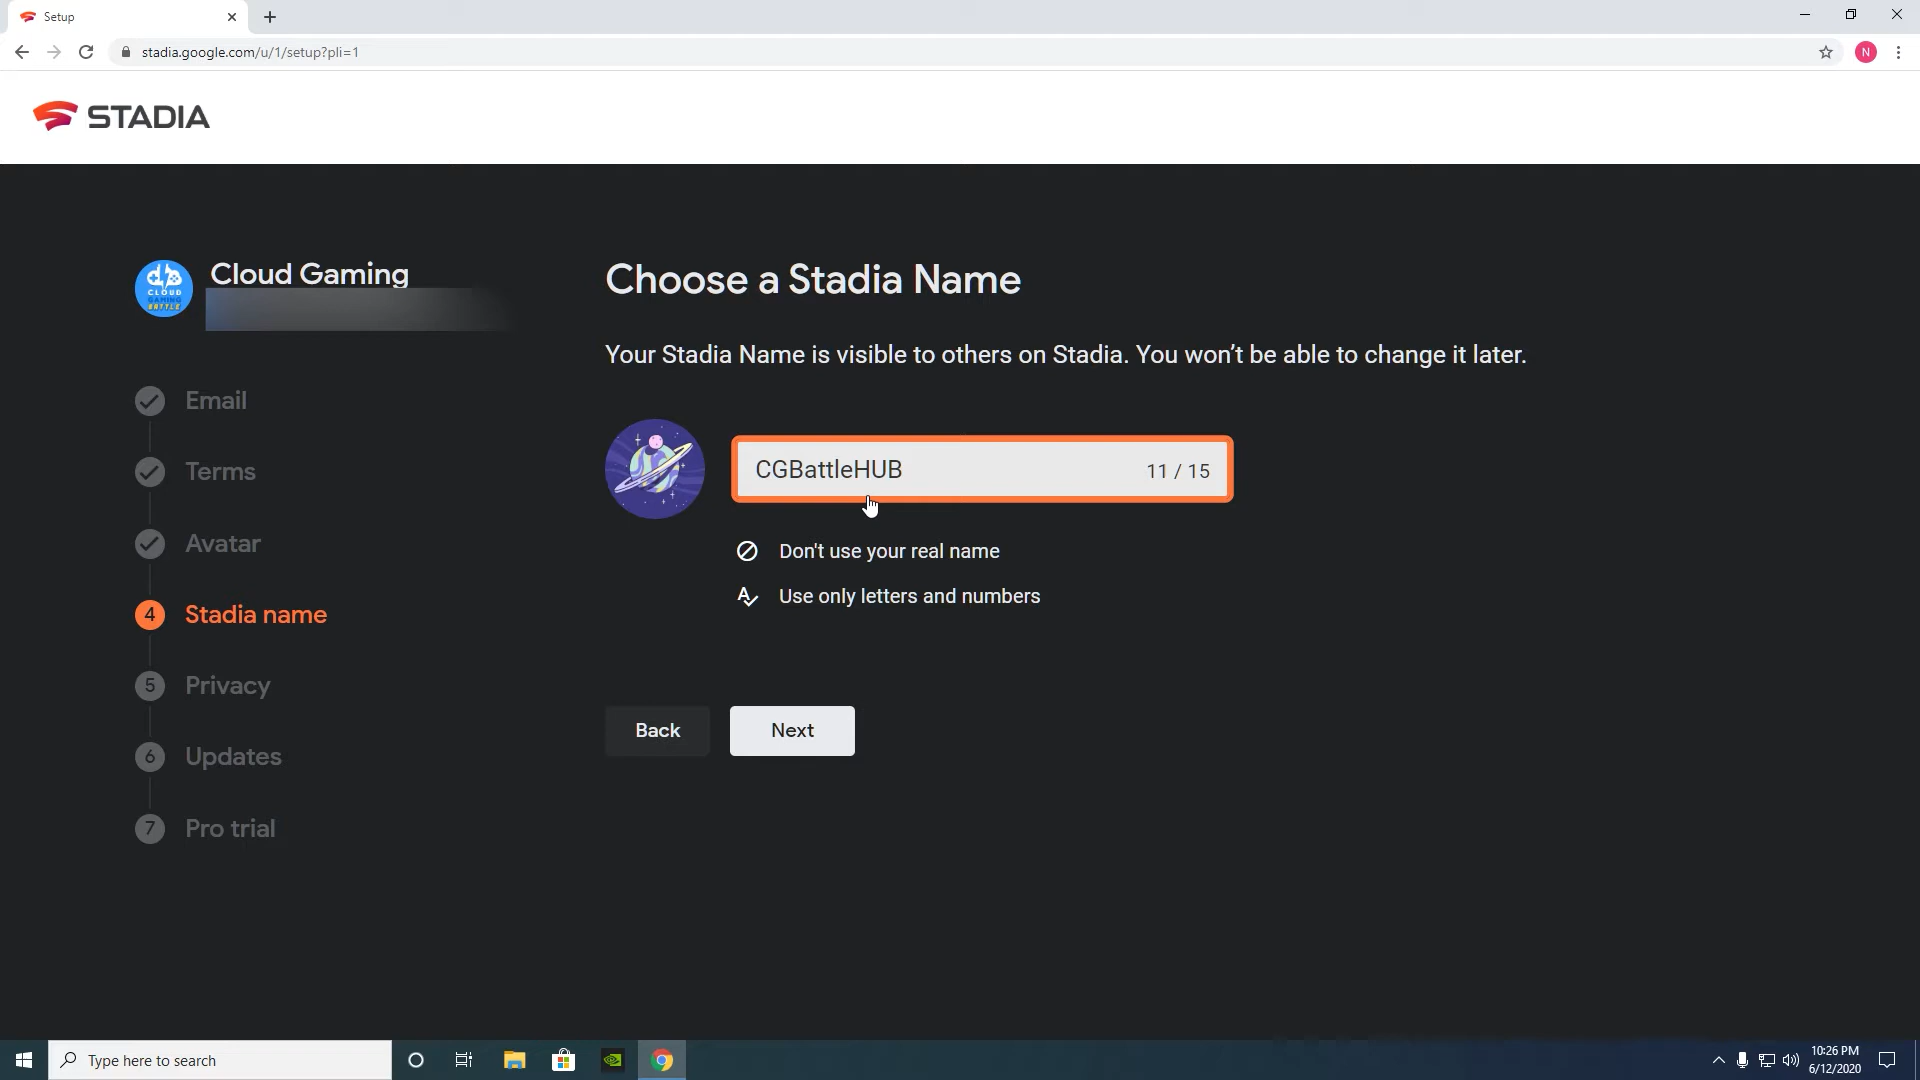 Setup
stadia.google.com/u/1/setup?pli=1
N
STADIA
CLOUD
GAMING
BATTLE
Cloud Gaming
Email
Terms
Avatar
4 Stadia name
5 Privacy
6 Updates
7 Pro trial
Choose a Stadia Name
Your Stadia Name is visible to others on Stadia. You won’t be able to change it later.
CGBattleHUB 11 / 15
Don't use your real name
Use only letters and numbers
Back Next
Type here to search
10:26 PM
6/12/2020